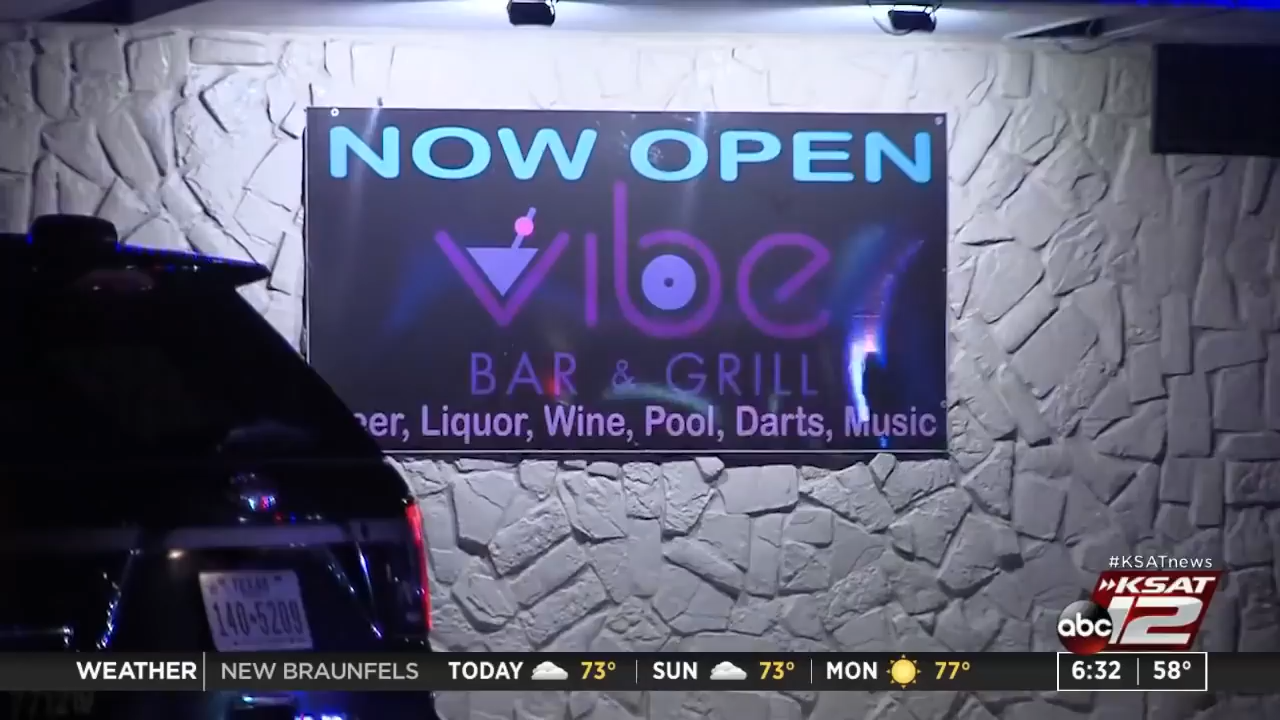 NOW OPEN
vibe
BAR & GRILL
eer, Liquor, Wine, Pool, Darts, Music
TEXAS
140•5209
#KSATnews
KSAT
abc 12
WEATHER NEW BRAUNFELS TODAY 73° SUN 73° MON 77° 6:32 58°